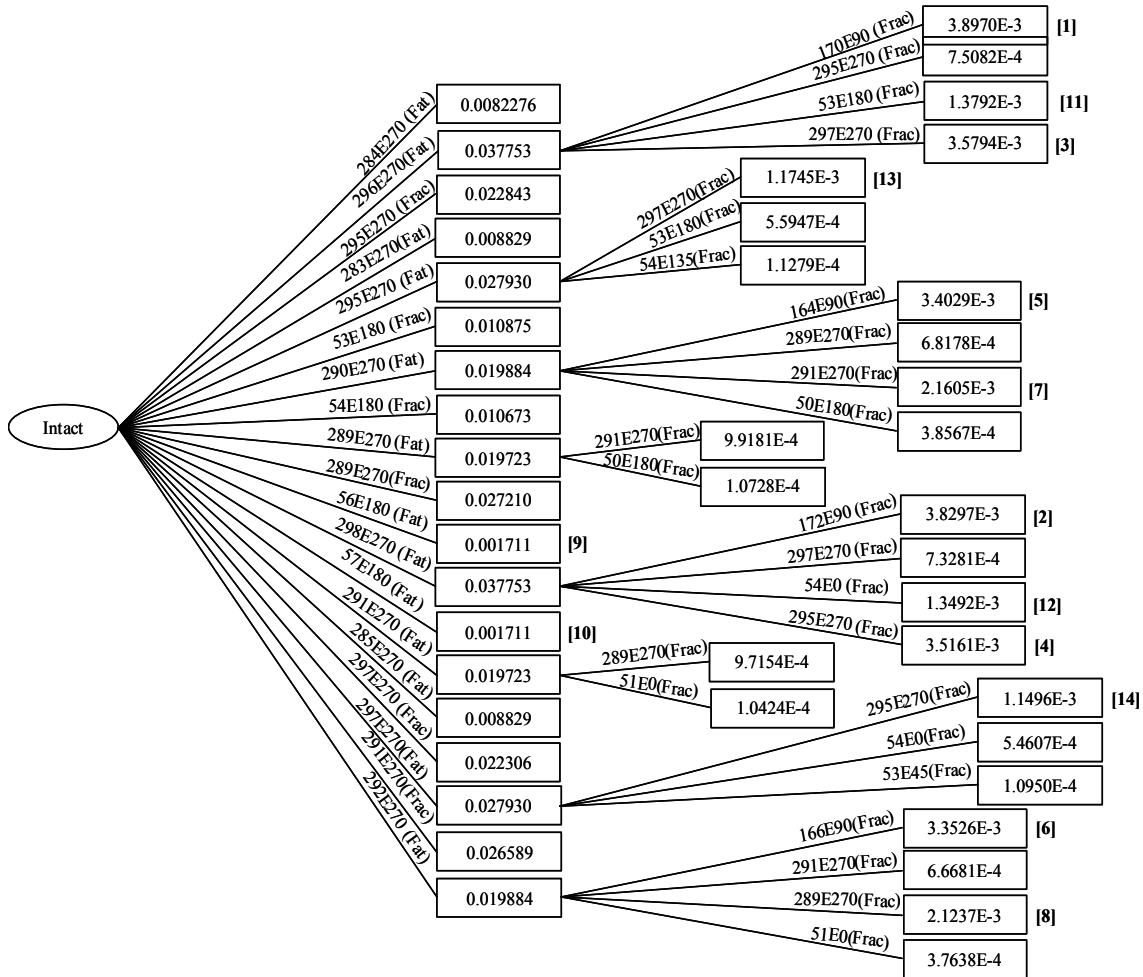 170E90 (Frac) 3.8970E-3 [1]
295E270 (Frac) 7.5082E-4
53E180 (Frac) 1.3792E-3 [11]
297E270 (Frac) 3.5794E-3 [3]
284E270 (Fat) 0.0082276
296E270(Fat) 0.037753
295E270 (Frac) 0.022843
283E270(Fat) 0.008829
295E270 (Fat) 0.027930
297E270(Frac) 1.1745E-3 [13]
53E180(Frac) 5.5947E-4
54E135(Frac) 1.1279E-4
53E180 (Frac) 0.010875
290E270 (Fat) 0.019884
164E90(Frac) 3.4029E-3 [5]
289E270(Frac) 6.8178E-4
291E270(Frac) 2.1605E-3 [7]
50E180(Frac) 3.8567E-4
Intact
54E180 (Frac) 0.010673
289E270 (Fat) 0.019723
291E270(Frac) 9.9181E-4
50E180(Frac) 1.0728E-4
289E270(Frac) 0.027210
56E180 (Fat) 0.001711 [9]
298E270 (Fat) 0.037753
172E90 (Frac) 3.8297E-3 [2]
297E270 (Frac) 7.3281E-4
54E0 (Frac) 1.3492E-3 [12]
295E270(Frac) 3.5161E-3 [4]
57E180 (Fat) 0.001711 [10]
291E270 (Fat) 0.019723
289E270(Frac) 9.7154E-4
51E0(Frac) 1.0424E-4
285E270 (Fat) 0.008829
297E270(Frac) 0.022306
297E270(Fat) 0.027930
295E270(Frac) 1.1496E-3 [14]
54E0(Frac) 5.4607E-4
53E45(Frac) 1.0950E-4
291E270(Frac) 0.026589
292E270 (Fat) 0.019884
166E90(Frac) 3.3526E-3 [6]
291E270(Frac) 6.6681E-4
289E270(Frac) 2.1237E-3 [8]
51E0(Frac) 3.7638E-4